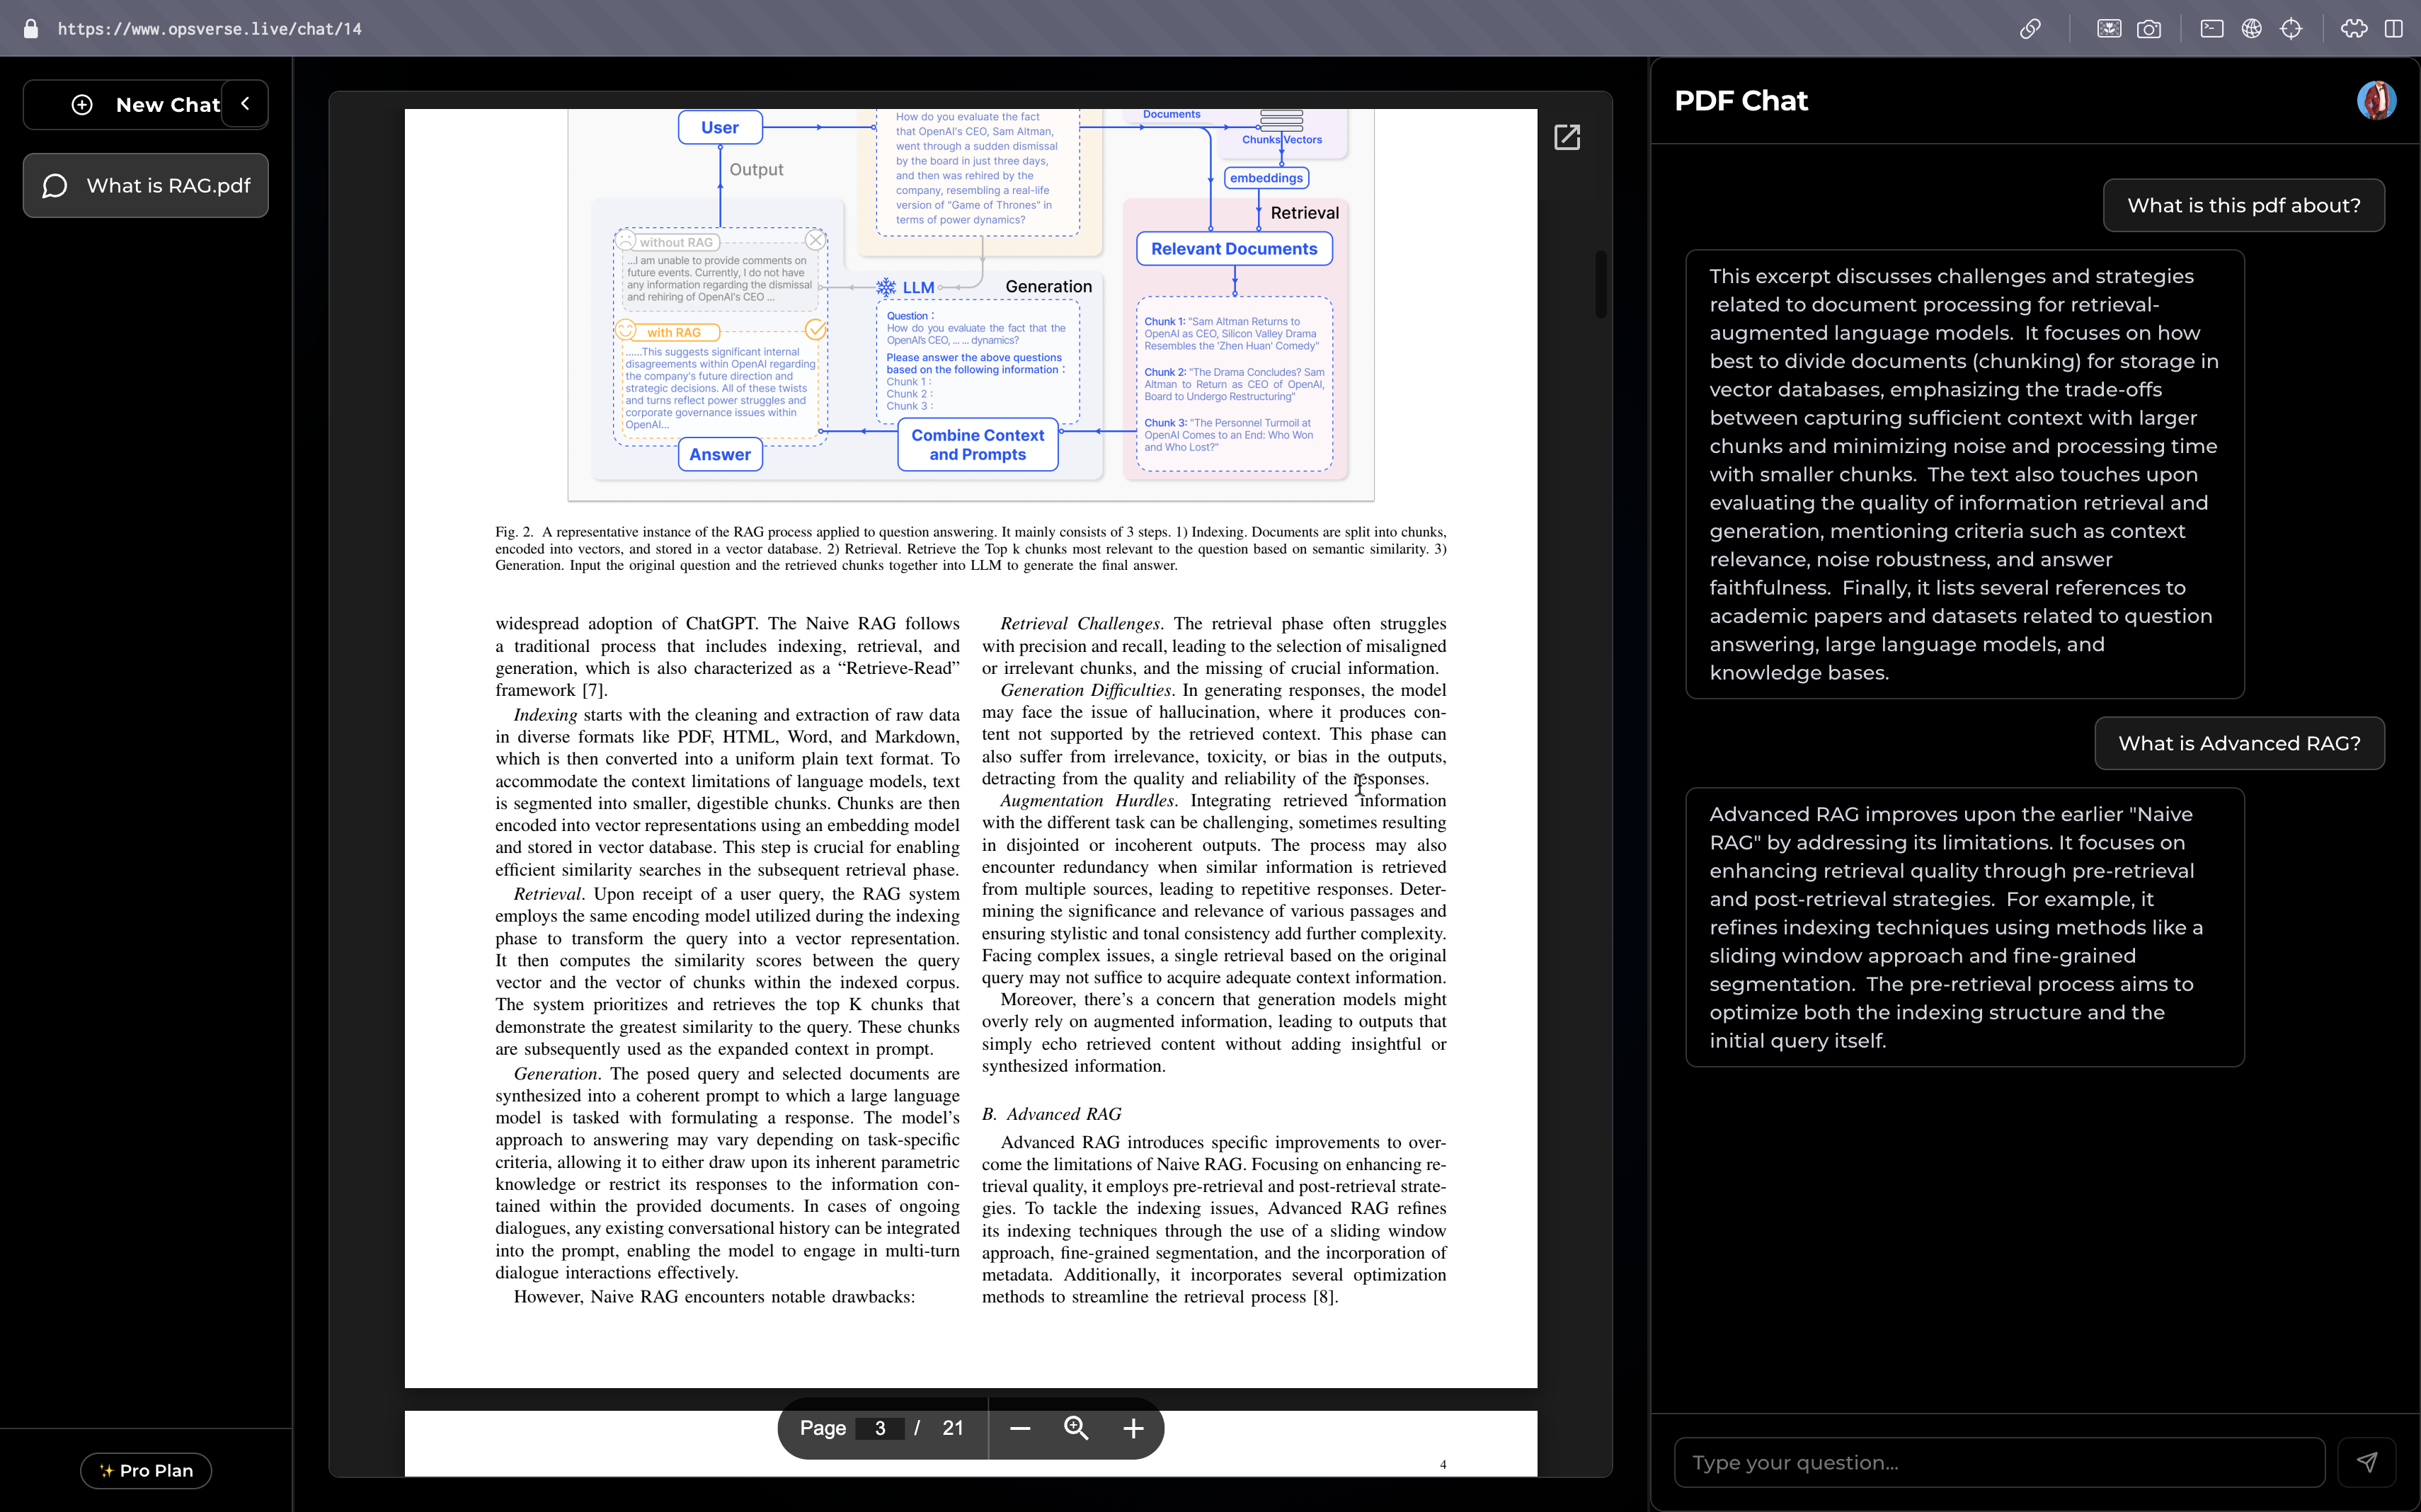 https://www.opsverse.live/chat/14
New Chat
What is RAG.pdf
✨ Pro Plan
User
Output
How do you evaluate the fact
that OpenAI's CEO, Sam Altman,
went through a sudden dismissal
by the board in just three days,
and then was rehired by the
company, resembling a real-life
version of "Game of Thrones" in
terms of power dynamics?
Documents
Chunks Vectors
embeddings
Retrieval
Relevant Documents
without RAG
...I am unable to provide comments on
future events. Currently, I do not have
any information regarding the dismissal
and rehiring of OpenAI's CEO ...
with RAG
......This suggests significant internal
disagreements within OpenAI regarding
the company's future direction and
strategic decisions. All of these twists
and turns reflect power struggles and
corporate governance issues within
OpenAI...
Answer
LLM
Generation
Question :
How do you evaluate the fact that the
OpenAI's CEO, ... ... dynamics?
Please answer the above questions
based on the following information :
Chunk 1 :
Chunk 2 :
Chunk 3 :
Combine Context
and Prompts
Chunk 1: "Sam Altman Returns to
OpenAI as CEO, Silicon Valley Drama
Resembles the 'Zhen Huan' Comedy"
Chunk 2: "The Drama Concludes? Sam
Altman to Return as CEO of OpenAI,
Board to Undergo Restructuring"
Chunk 3: "The Personnel Turmoil at
OpenAI Comes to an End: Who Won
and Who Lost?"
Fig. 2. A representative instance of the RAG process applied to question answering. It mainly consists of 3 steps. 1) Indexing. Documents are split into chunks,
encoded into vectors, and stored in a vector database. 2) Retrieval. Retrieve the Top k chunks most relevant to the question based on semantic similarity. 3)
Generation. Input the original question and the retrieved chunks together into LLM to generate the final answer.
widespread adoption of ChatGPT. The Naive RAG follows
a traditional process that includes indexing, retrieval, and
generation, which is also characterized as a “Retrieve-Read”
framework [7].
Indexing starts with the cleaning and extraction of raw data
in diverse formats like PDF, HTML, Word, and Markdown,
which is then converted into a uniform plain text format. To
accommodate the context limitations of language models, text
is segmented into smaller, digestible chunks. Chunks are then
encoded into vector representations using an embedding model
and stored in vector database. This step is crucial for enabling
efficient similarity searches in the subsequent retrieval phase.
Retrieval. Upon receipt of a user query, the RAG system
employs the same encoding model utilized during the indexing
phase to transform the query into a vector representation.
It then computes the similarity scores between the query
vector and the vector of chunks within the indexed corpus.
The system prioritizes and retrieves the top K chunks that
demonstrate the greatest similarity to the query. These chunks
are subsequently used as the expanded context in prompt.
Generation. The posed query and selected documents are
synthesized into a coherent prompt to which a large language
model is tasked with formulating a response. The model’s
approach to answering may vary depending on task-specific
criteria, allowing it to either draw upon its inherent parametric
knowledge or restrict its responses to the information con-
tained within the provided documents. In cases of ongoing
dialogues, any existing conversational history can be integrated
into the prompt, enabling the model to engage in multi-turn
dialogue interactions effectively.
However, Naive RAG encounters notable drawbacks:
Retrieval Challenges. The retrieval phase often struggles
with precision and recall, leading to the selection of misaligned
or irrelevant chunks, and the missing of crucial information.
Generation Difficulties. In generating responses, the model
may face the issue of hallucination, where it produces con-
tent not supported by the retrieved context. This phase can
also suffer from irrelevance, toxicity, or bias in the outputs,
detracting from the quality and reliability of the responses.
Augmentation Hurdles. Integrating retrieved information
with the different task can be challenging, sometimes resulting
in disjointed or incoherent outputs. The process may also
encounter redundancy when similar information is retrieved
from multiple sources, leading to repetitive responses. Deter-
mining the significance and relevance of various passages and
ensuring stylistic and tonal consistency add further complexity.
Facing complex issues, a single retrieval based on the original
query may not suffice to acquire adequate context information.
Moreover, there’s a concern that generation models might
overly rely on augmented information, leading to outputs that
simply echo retrieved content without adding insightful or
synthesized information.
B. Advanced RAG
Advanced RAG introduces specific improvements to over-
come the limitations of Naive RAG. Focusing on enhancing re-
trieval quality, it employs pre-retrieval and post-retrieval strate-
gies. To tackle the indexing issues, Advanced RAG refines
its indexing techniques through the use of a sliding window
approach, fine-grained segmentation, and the incorporation of
metadata. Additionally, it incorporates several optimization
methods to streamline the retrieval process [8].
Page 3 / 21
4
PDF Chat
What is this pdf about?
This excerpt discusses challenges and strategies
related to document processing for retrieval-
augmented language models. It focuses on how
best to divide documents (chunking) for storage in
vector databases, emphasizing the trade-offs
between capturing sufficient context with larger
chunks and minimizing noise and processing time
with smaller chunks. The text also touches upon
evaluating the quality of information retrieval and
generation, mentioning criteria such as context
relevance, noise robustness, and answer
faithfulness. Finally, it lists several references to
academic papers and datasets related to question
answering, large language models, and
knowledge bases.
What is Advanced RAG?
Advanced RAG improves upon the earlier "Naive
RAG" by addressing its limitations. It focuses on
enhancing retrieval quality through pre-retrieval
and post-retrieval strategies. For example, it
refines indexing techniques using methods like a
sliding window approach and fine-grained
segmentation. The pre-retrieval process aims to
optimize both the indexing structure and the
initial query itself.
Type your question...